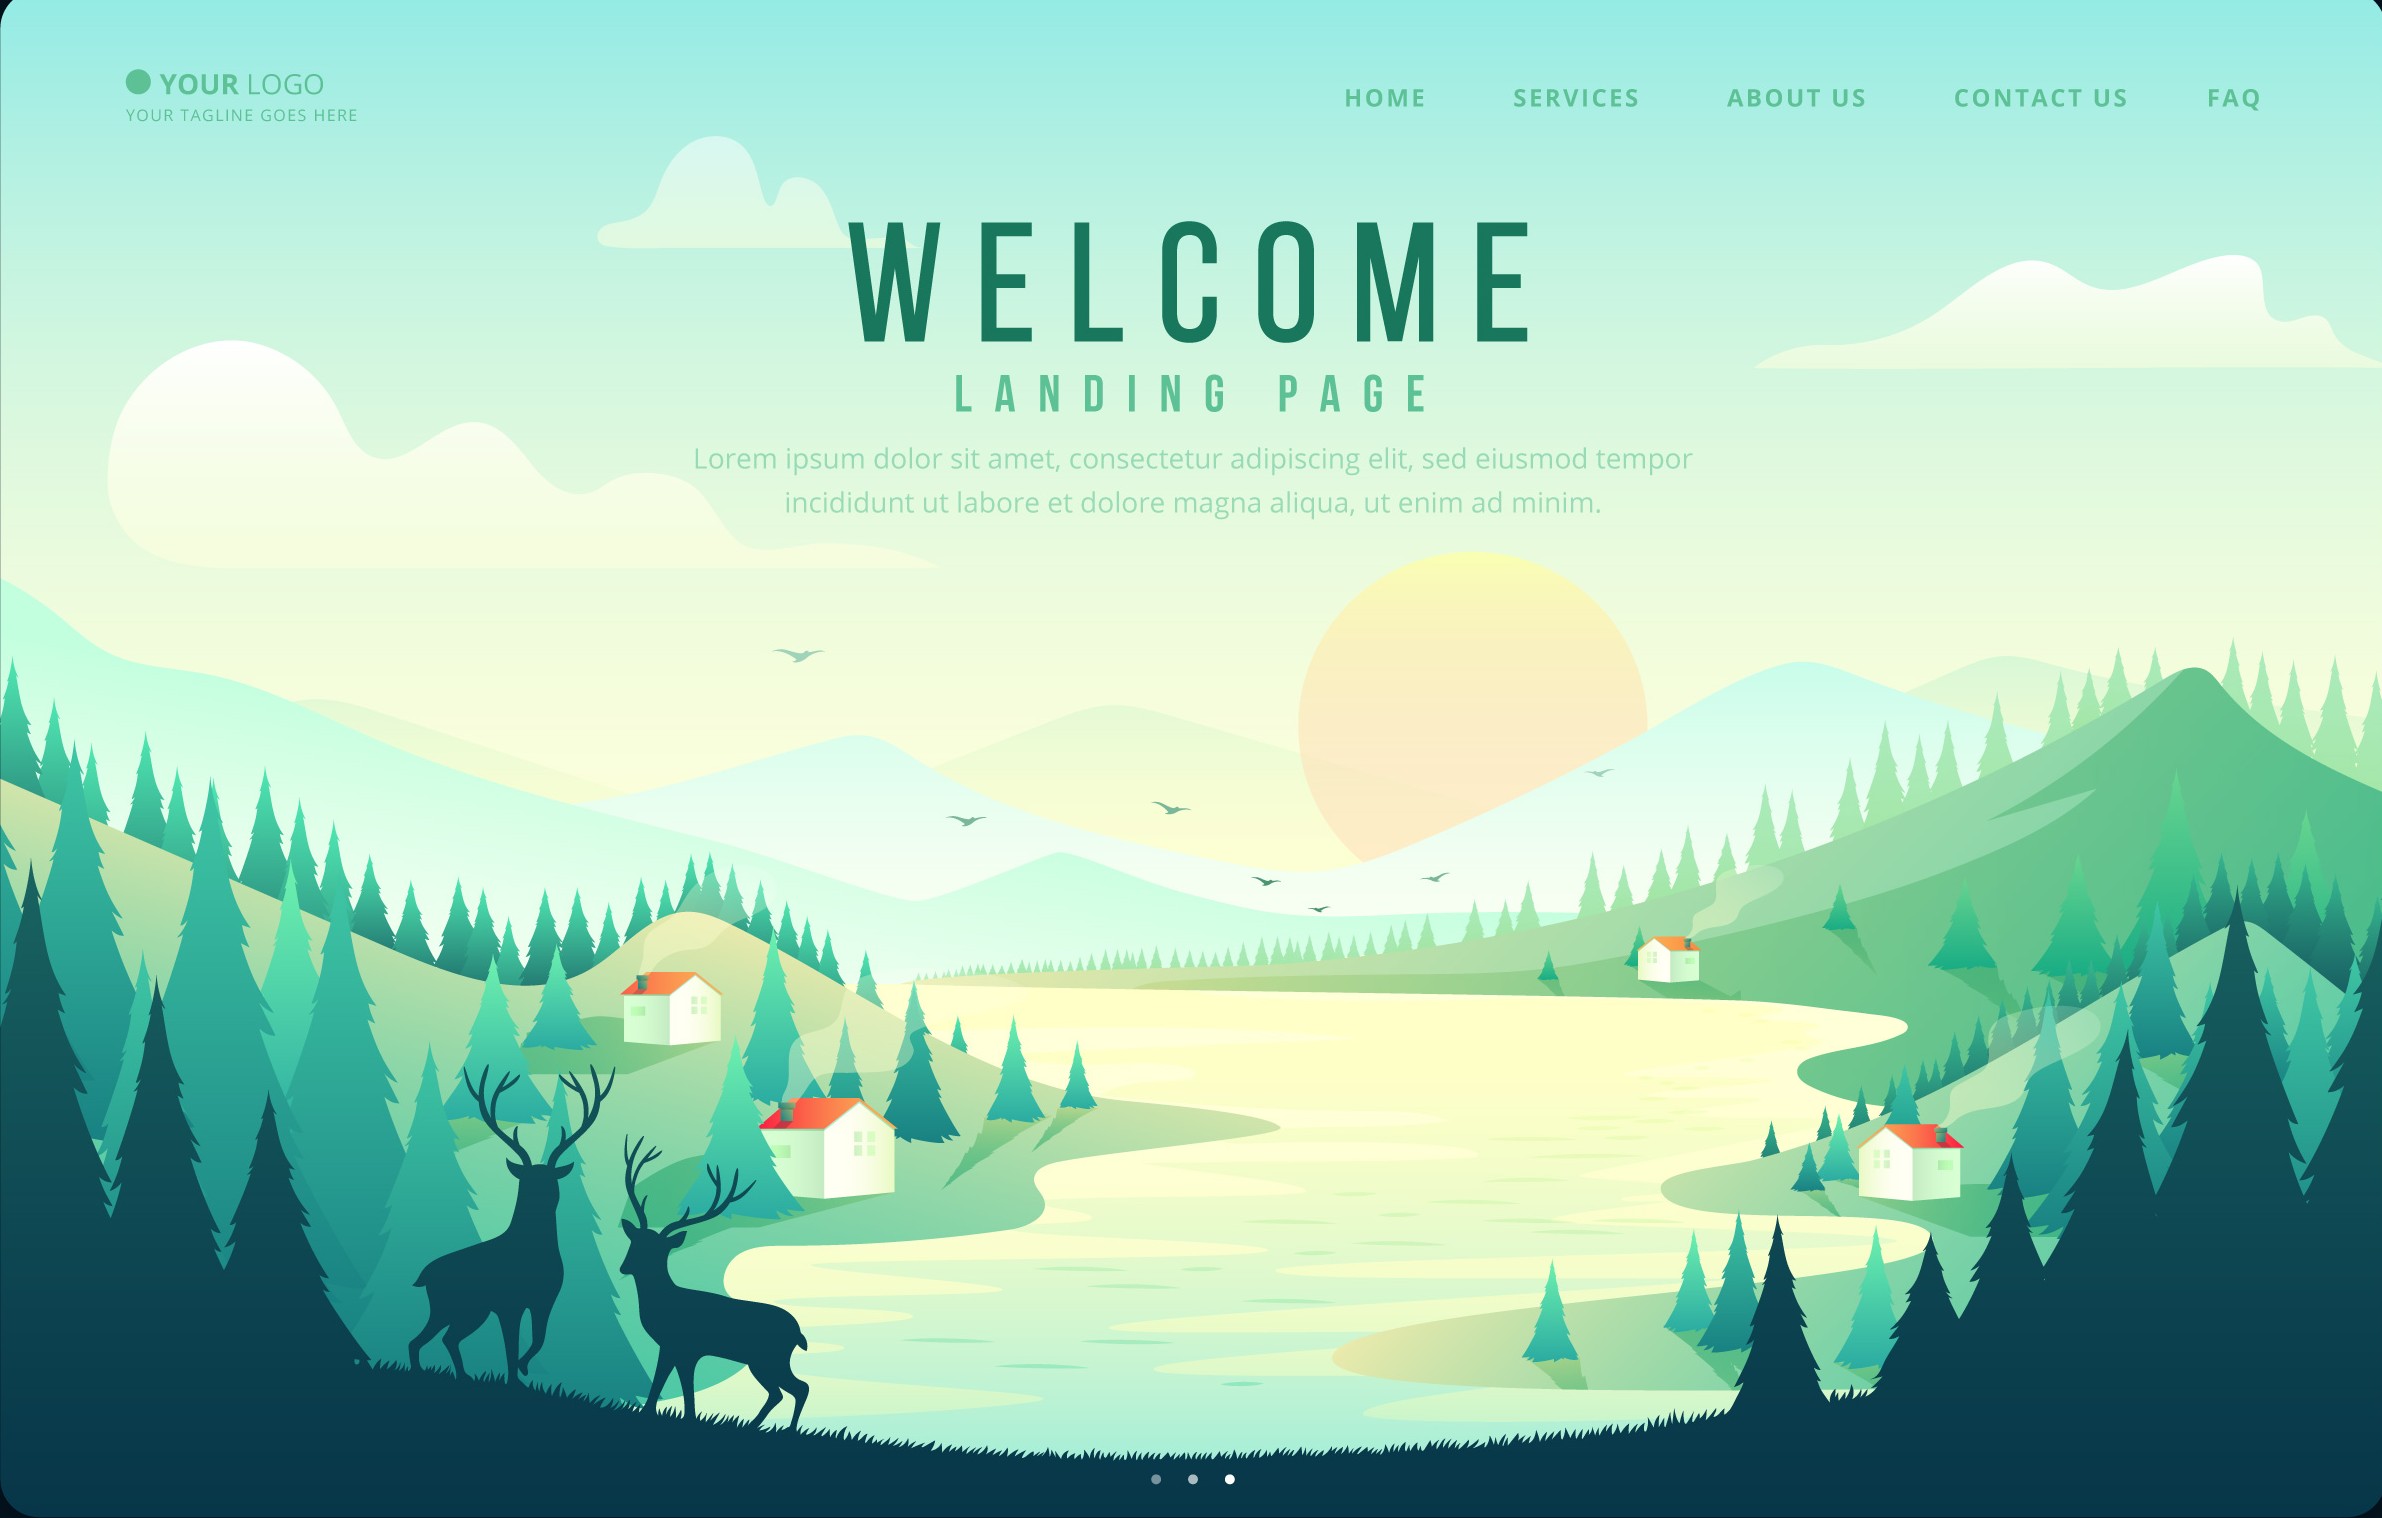 YOUR LOGO
YOUR TAGLINE GOES HERE
HOME SERVICES ABOUT US CONTACT US FAQ
WELCOME
LANDING PAGE
Lorem ipsum dolor sit amet, consectetur adipiscing elit, sed eiusmod tempor
incididunt ut labore et dolore magna aliqua, ut enim ad minim.